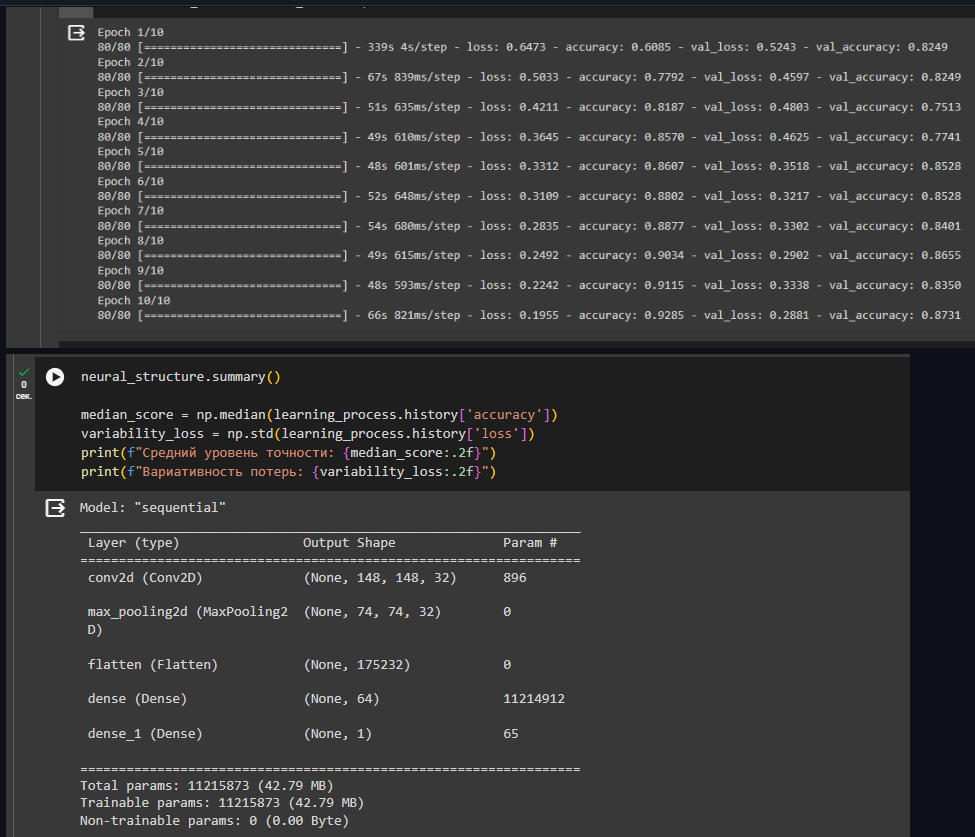 Epoch 1/10
80/80 [==============================] - 339s 4s/step - loss: 0.6473 - accuracy: 0.6085 - val_loss: 0.5243 - val_accuracy: 0.8249
Epoch 2/10
80/80 [==============================] - 67s 839ms/step - loss: 0.5033 - accuracy: 0.7792 - val_loss: 0.4597 - val_accuracy: 0.8249
Epoch 3/10
80/80 [==============================] - 51s 635ms/step - loss: 0.4211 - accuracy: 0.8187 - val_loss: 0.4803 - val_accuracy: 0.7513
Epoch 4/10
80/80 [==============================] - 49s 610ms/step - loss: 0.3645 - accuracy: 0.8570 - val_loss: 0.4625 - val_accuracy: 0.7741
Epoch 5/10
80/80 [==============================] - 48s 601ms/step - loss: 0.3312 - accuracy: 0.8607 - val_loss: 0.3518 - val_accuracy: 0.8528
Epoch 6/10
80/80 [==============================] - 52s 648ms/step - loss: 0.3109 - accuracy: 0.8802 - val_loss: 0.3217 - val_accuracy: 0.8528
Epoch 7/10
80/80 [==============================] - 54s 680ms/step - loss: 0.2835 - accuracy: 0.8877 - val_loss: 0.3302 - val_accuracy: 0.8401
Epoch 8/10
80/80 [==============================] - 49s 615ms/step - loss: 0.2492 - accuracy: 0.9034 - val_loss: 0.2902 - val_accuracy: 0.8655
Epoch 9/10
80/80 [==============================] - 48s 593ms/step - loss: 0.2242 - accuracy: 0.9115 - val_loss: 0.3338 - val_accuracy: 0.8350
Epoch 10/10
80/80 [==============================] - 66s 821ms/step - loss: 0.1955 - accuracy: 0.9285 - val_loss: 0.2881 - val_accuracy: 0.8731
0
сек.
neural_structure.summary()
median_score = np.median(learning_process.history['accuracy'])
variability_loss = np.std(learning_process.history['loss'])
print(f"Средний уровень точности: {median_score:.2f}")
print(f"Вариативность потерь: {variability_loss:.2f}")
Model: "sequential"
_________________________________________________________________
Layer (type) Output Shape Param #
=================================================================
conv2d (Conv2D) (None, 148, 148, 32) 896
max_pooling2d (MaxPooling2 (None, 74, 74, 32) 0
D)
flatten (Flatten) (None, 175232) 0
dense (Dense) (None, 64) 11214912
dense_1 (Dense) (None, 1) 65
=================================================================
Total params: 11215873 (42.79 MB)
Trainable params: 11215873 (42.79 MB)
Non-trainable params: 0 (0.00 Byte)